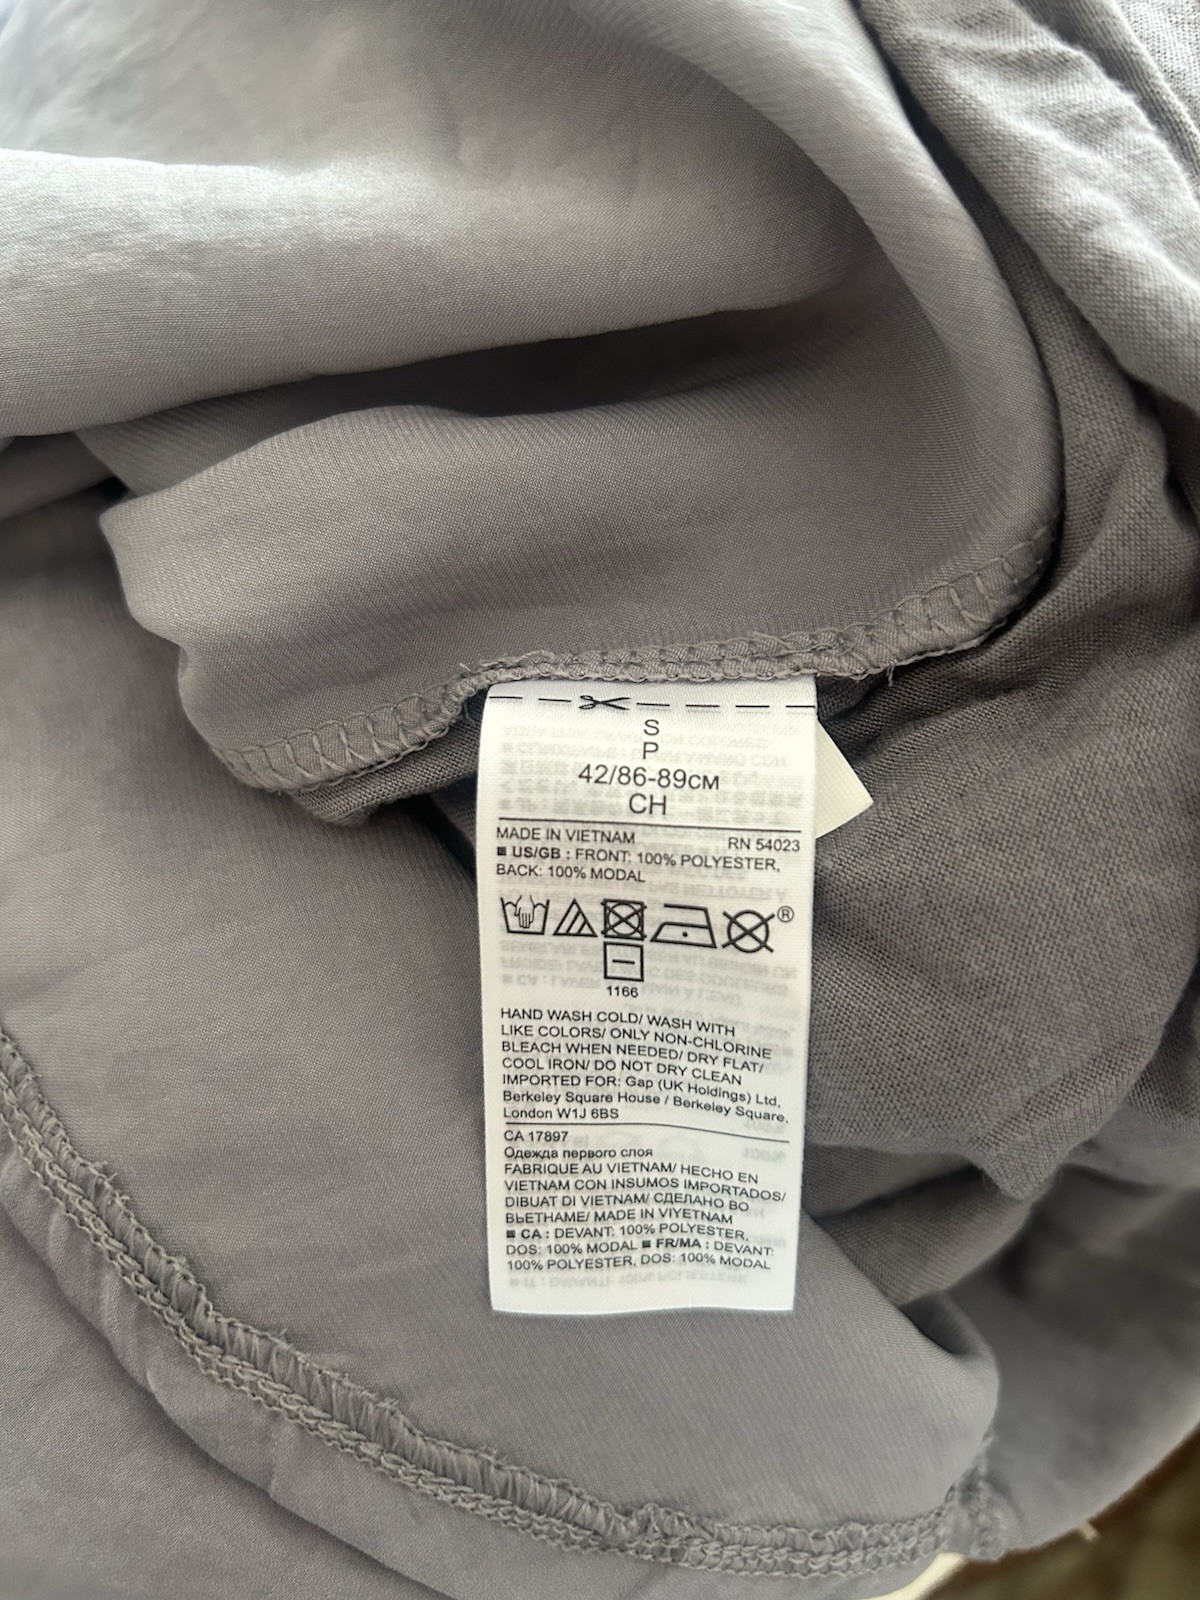 S
P
42/86-89см
CH
MADE IN VIETNAM RN 54023
US/GB : FRONT: 100% POLYESTER,
BACK: 100% MODAL
®
1166
HAND WASH COLD/ WASH WITH
LIKE COLORS/ ONLY NON-CHLORINE
BLEACH WHEN NEEDED/ DRY FLAT/
COOL IRON/ DO NOT DRY CLEAN
IMPORTED FOR: Gap (UK Holdings) Ltd,
Berkeley Square House / Berkeley Square,
London W1J 6BS
CA 17897
Одежда первого слоя
FABRIQUE AU VIETNAM/ HECHO EN
VIETNAM CON INSUMOS IMPORTADOS/
DIBUAT DI VIETNAM/ СДЕЛАНО ВО
ВЬЕТНАМЕ/ MADE IN VIYETNAM
CA : DEVANT: 100% POLYESTER,
DOS: 100% MODAL FR/MA : DEVANT:
100% POLYESTER, DOS: 100% MODAL